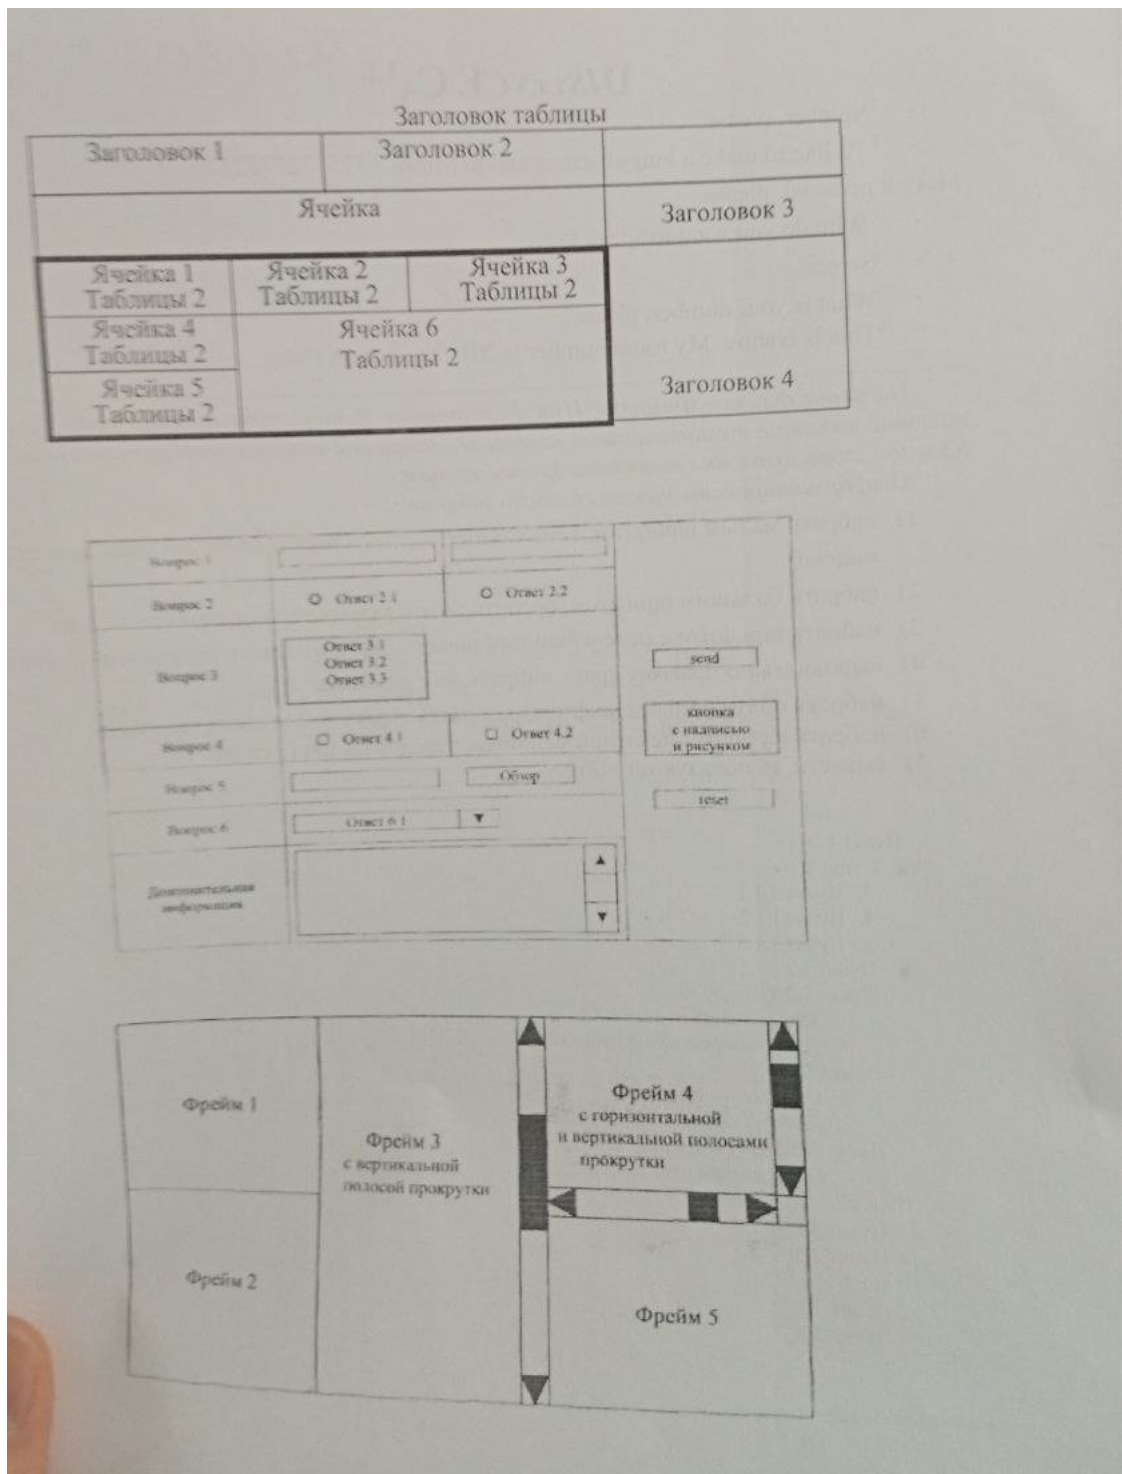 Заголовок таблицы
Заголовок 1
Заголовок 2
Ячейка
Заголовок 3
Ячейка 1
Таблицы 2
Ячейка 2
Таблицы 2
Ячейка 3
Таблицы 2
Ячейка 4
Таблицы 2
Ячейка 6
Таблицы 2
Ячейка 5
Таблицы 2
Заголовок 4
Вопрос 1
Вопрос 2
Ответ 2.1
Ответ 2.2
Вопрос 3
Ответ 3.1
Ответ 3.2
Ответ 3.3
send
Вопрос 4
Ответ 4.1
Ответ 4.2
кнопка
с надписью
и рисунком
Вопрос 5
Обзор
reset
Вопрос 6
Ответ 6.1
Дополнительная
информация
Фрейм 1
Фрейм 3
с вертикальной
полосой прокрутки
Фрейм 4
с горизонтальной
и вертикальной полосами
прокрутки
Фрейм 2
Фрейм 5